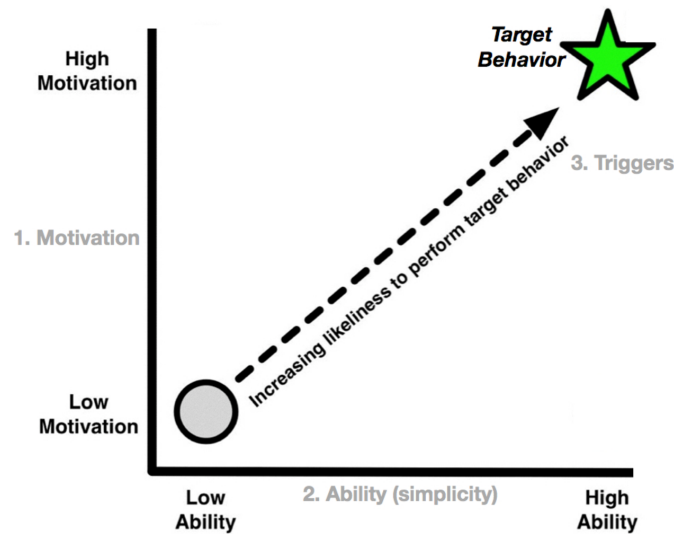 Target
Behavior
High
Motivation
3. Triggers
1. Motivation
Increasing likeliness to perform target behavior
Low
Motivation
2. Ability (simplicity)
Low
Ability
High
Ability